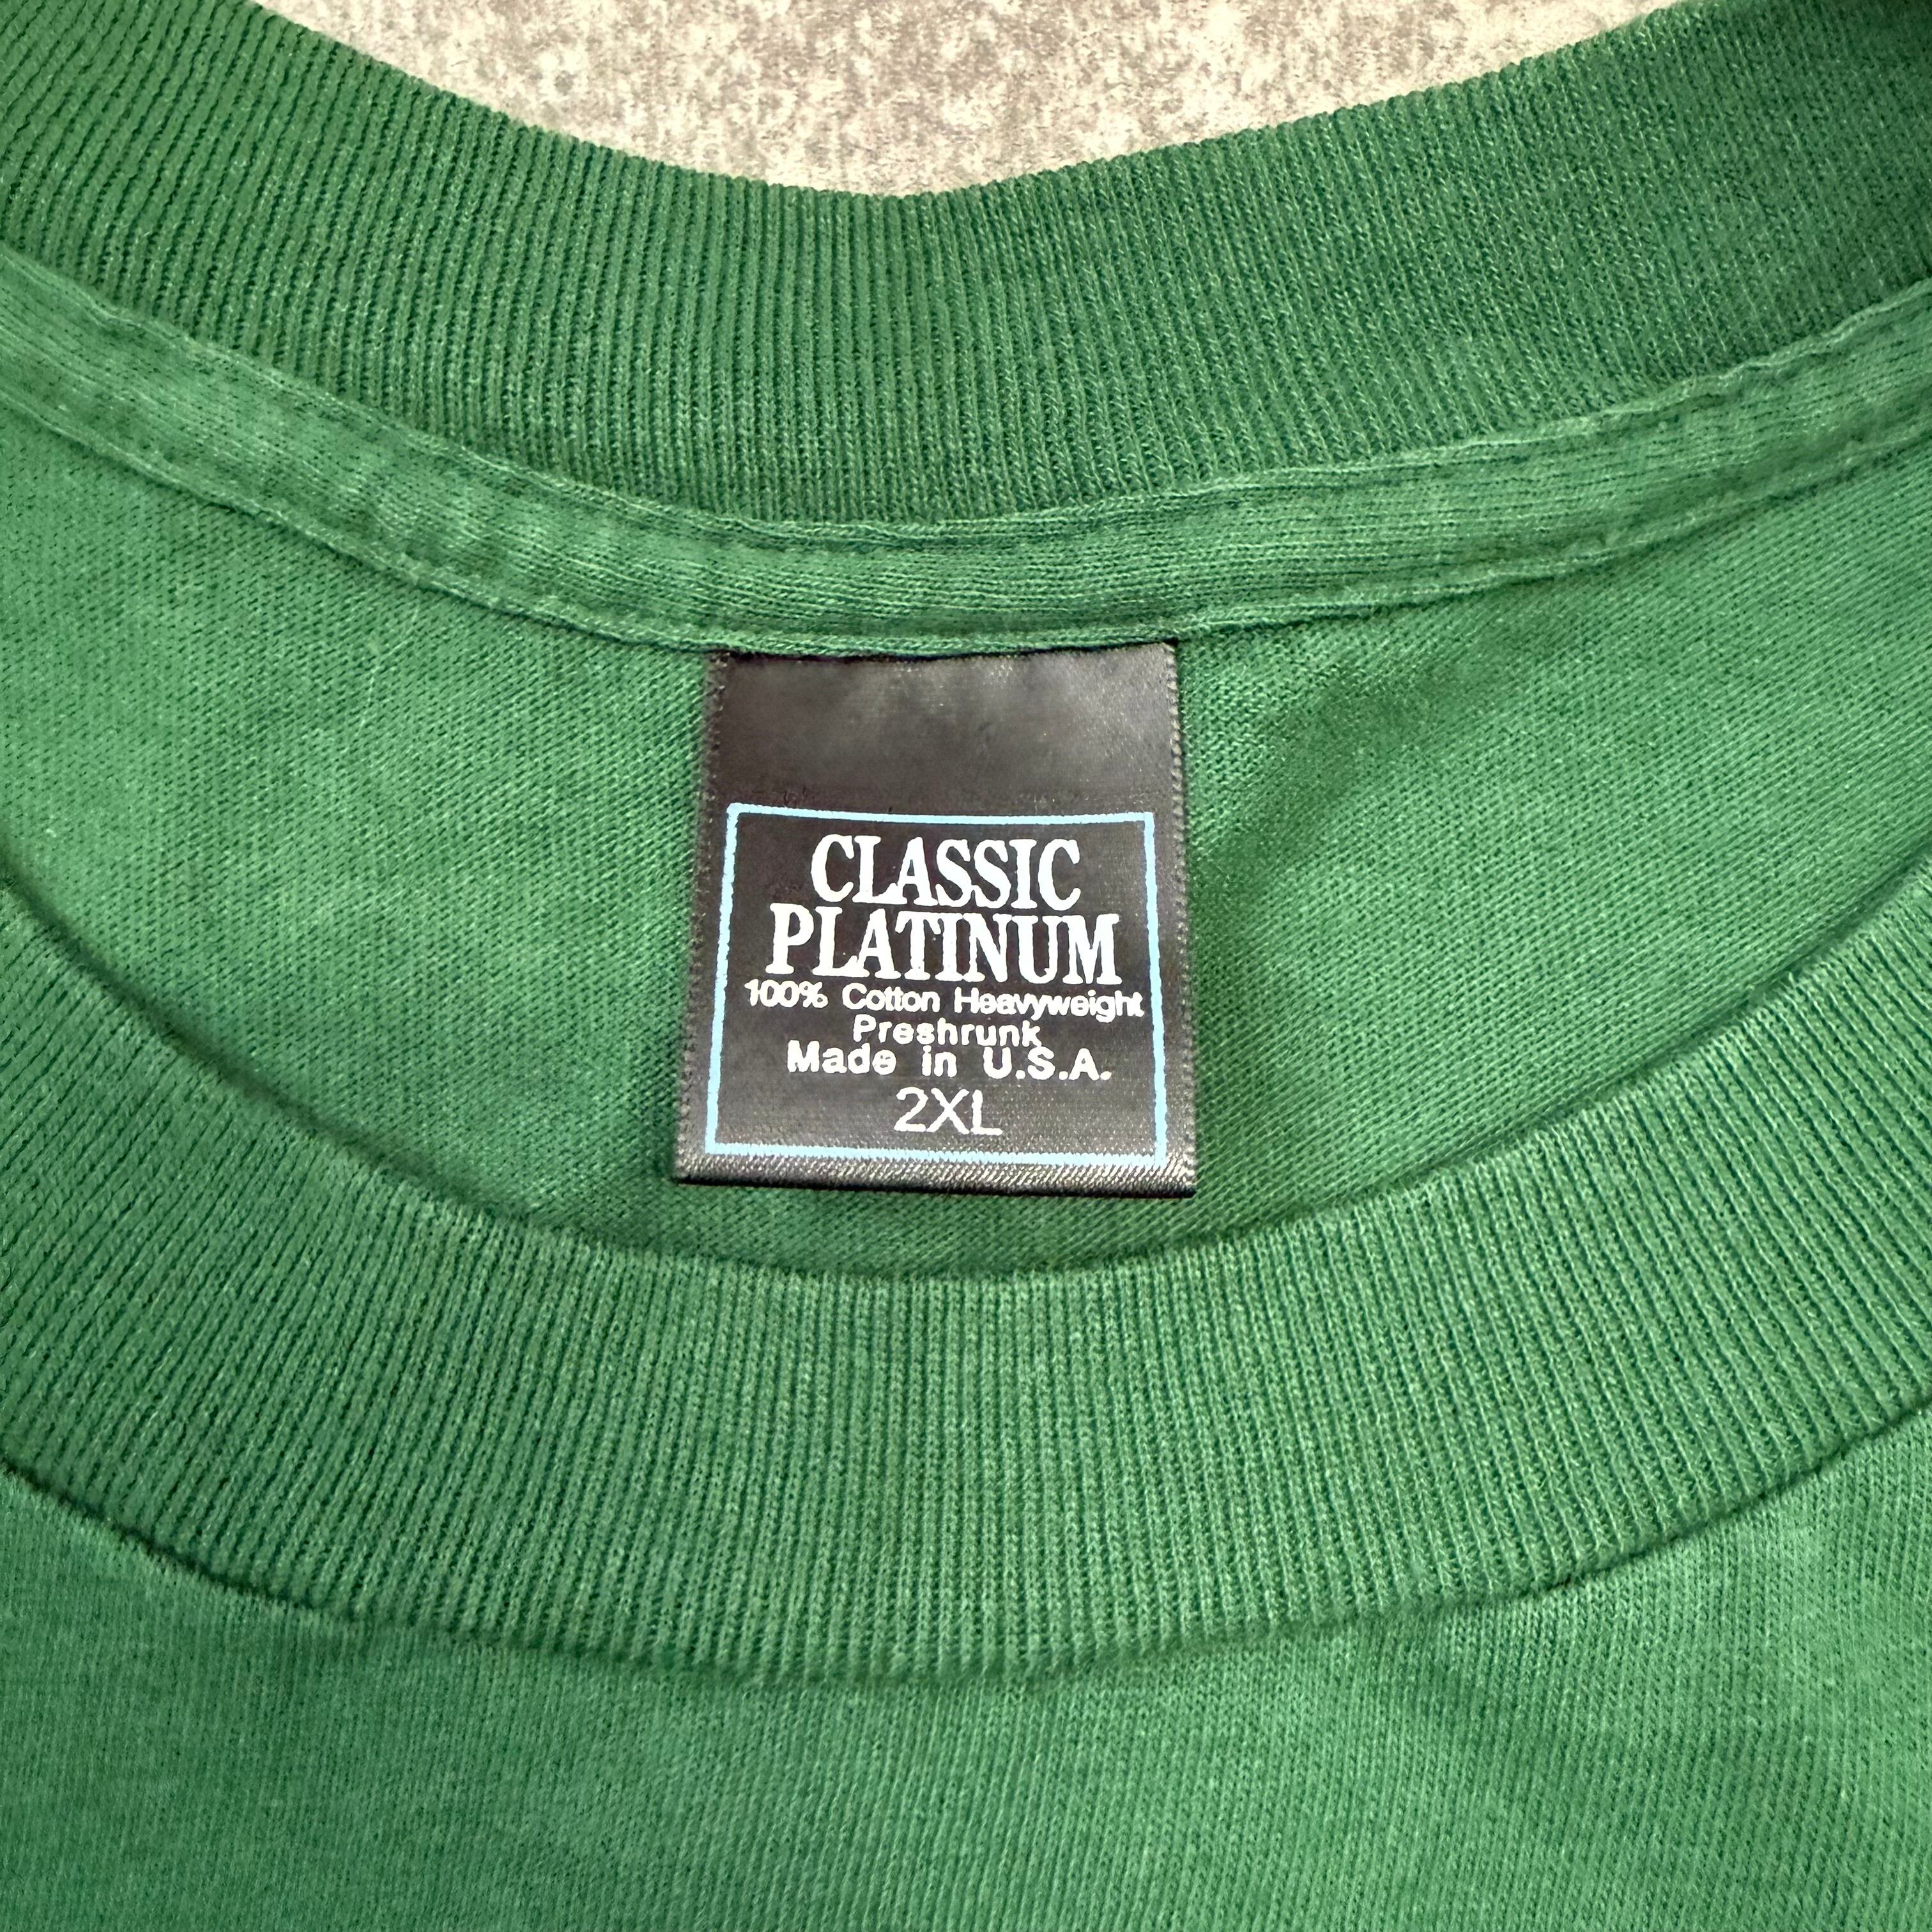 CLASSIC
PLATINUM
100% Cotton Heavyweight
Preshrunk
Made in U.S.A.
2XL